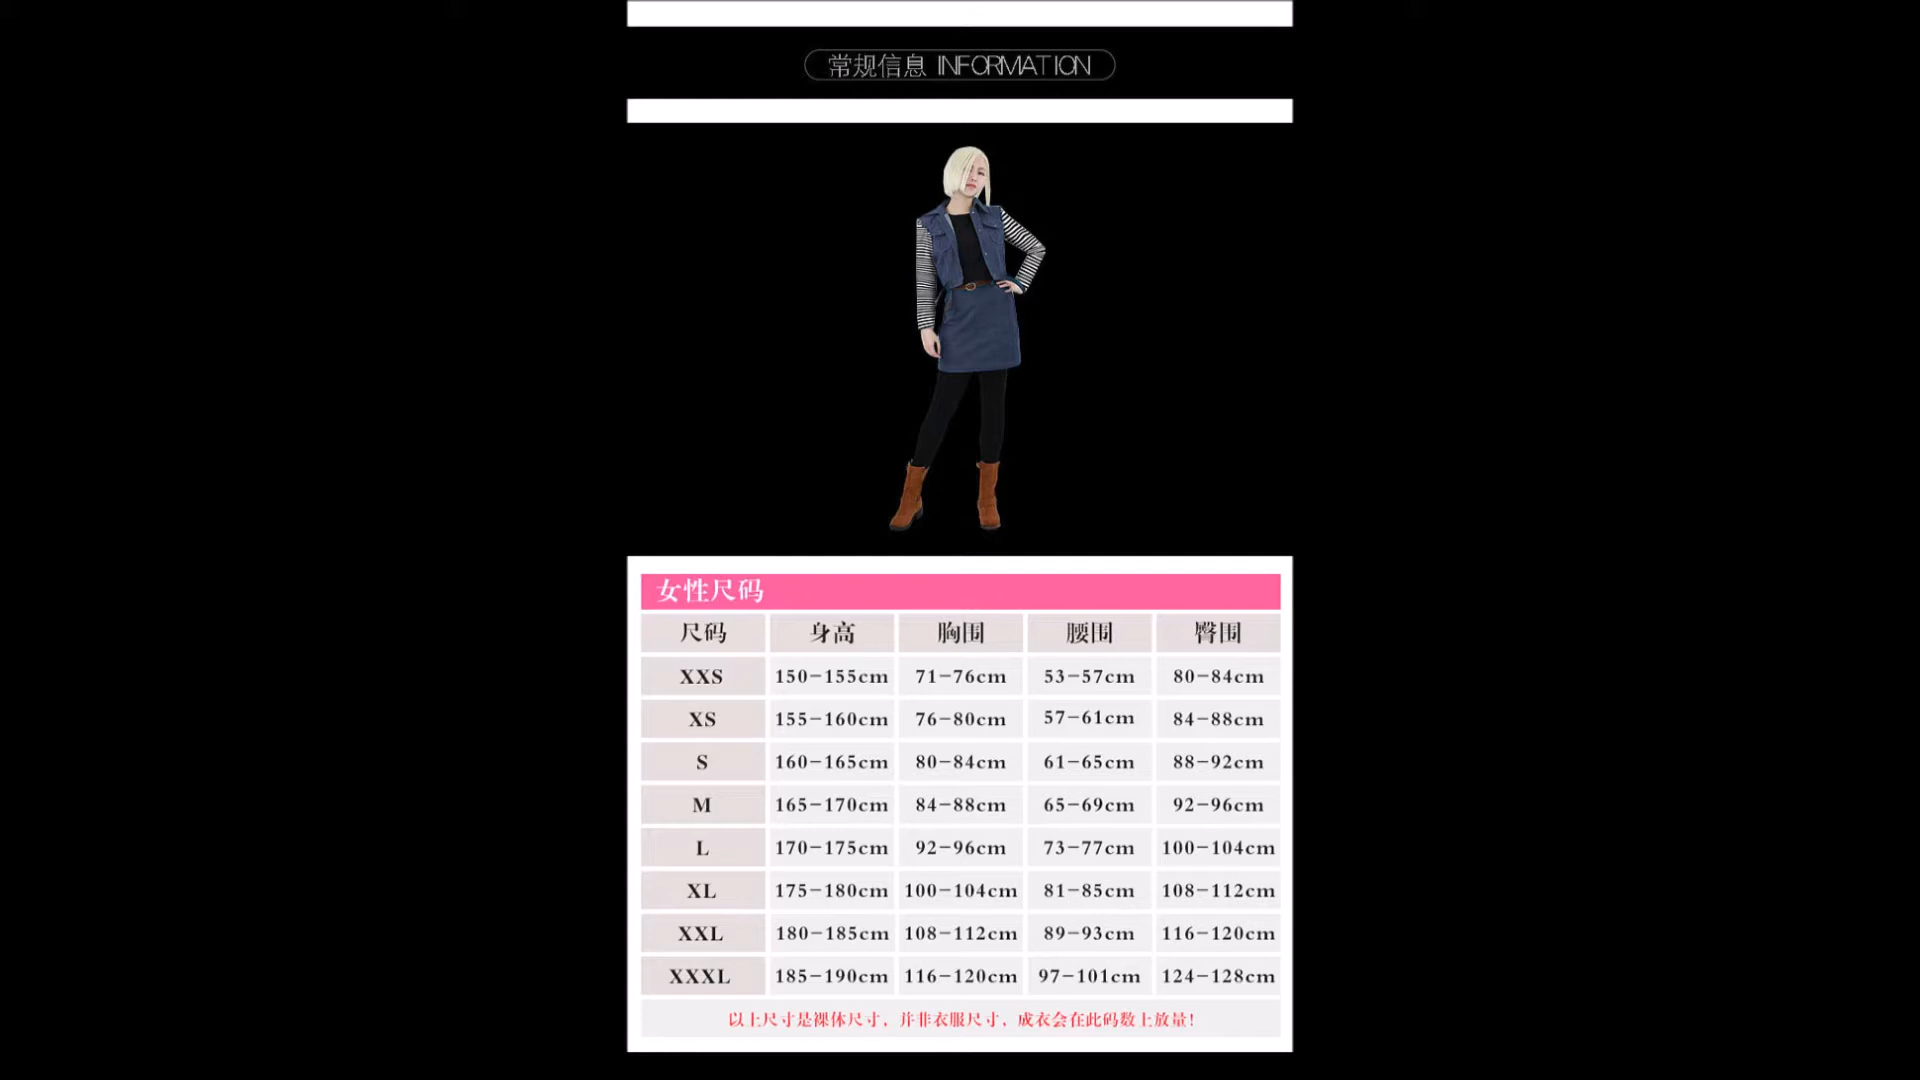 常规信息 INFORMATION
女性尺码
尺码 身高 胸围 腰围 臀围
XXS 150-155cm 71-76cm 53-57cm 80-84cm
XS 155-160cm 76-80cm 57-61cm 84-88cm
S 160-165cm 80-84cm 61-65cm 88-92cm
M 165-170cm 84-88cm 65-69cm 92-96cm
L 170-175cm 92-96cm 73-77cm 100-104cm
XL 175-180cm 100-104cm 81-85cm 108-112cm
XXL 180-185cm 108-112cm 89-93cm 116-120cm
XXXL 185-190cm 116-120cm 97-101cm 124-128cm
以上尺寸是裸体尺寸，并非衣服尺寸，成衣会在此码数上放量！